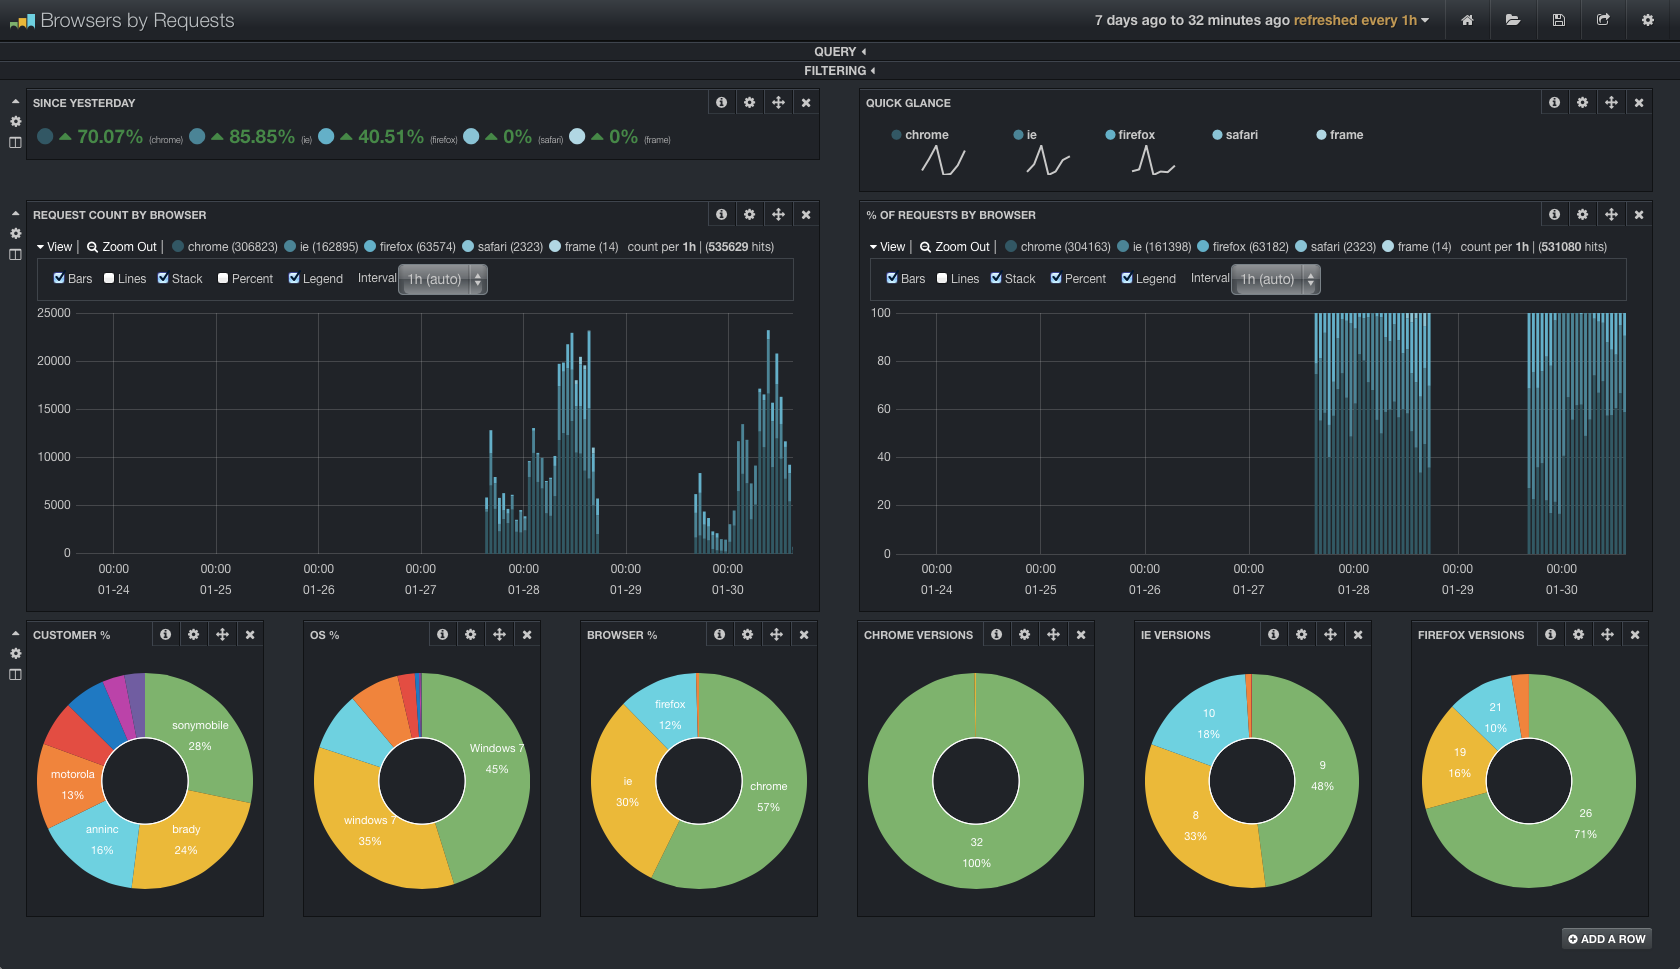 Browsers by Requests
7 days ago to 32 minutes ago refreshed every 1h
QUERY
FILTERING
SINCE YESTERDAY
70.07% (chrome) 85.85% (ie) 40.51% (firefox) 0% (safari) 0% (frame)
QUICK GLANCE
chrome ie firefox safari frame
REQUEST COUNT BY BROWSER
View | Zoom Out | chrome (306823) ie (162895) firefox (63574) safari (2323) frame (14) count per 1h | (535629 hits)
Bars Lines Stack Percent Legend Interval 1h (auto)
25000
20000
15000
10000
5000
0
00:00 00:00 00:00 00:00 00:00 00:00 00:00
01-24 01-25 01-26 01-27 01-28 01-29 01-30
% OF REQUESTS BY BROWSER
View | Zoom Out | chrome (304163) ie (161398) firefox (63182) safari (2323) frame (14) count per 1h | (531080 hits)
Bars Lines Stack Percent Legend Interval 1h (auto)
100
80
60
40
20
0
00:00 00:00 00:00 00:00 00:00 00:00 00:00
01-24 01-25 01-26 01-27 01-28 01-29 01-30
CUSTOMER %
sonymobile
28%
motorola
13%
anninc
16%
brady
24%
OS %
Windows 7
45%
windows 7
35%
BROWSER %
firefox
12%
ie
30%
chrome
57%
CHROME VERSIONS
32
100%
IE VERSIONS
10
18%
9
48%
8
33%
FIREFOX VERSIONS
21
10%
19
16%
26
71%
ADD A ROW